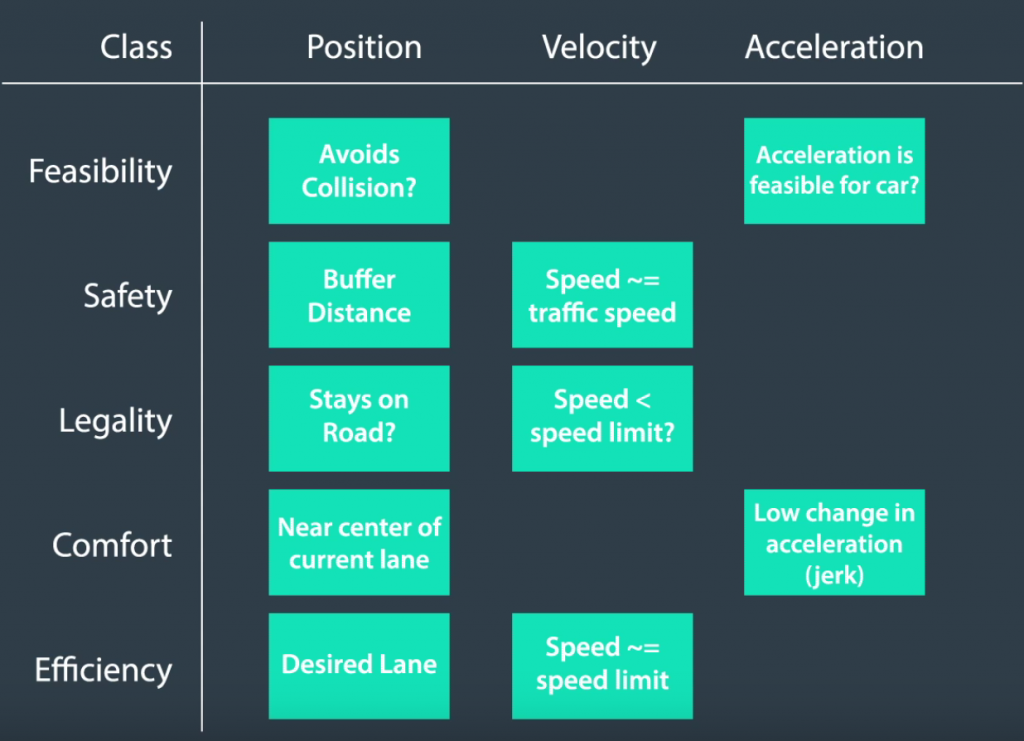 Class Position Velocity Acceleration
Feasibility
Avoids
Collision?
Acceleration is
feasible for car?
Safety
Buffer
Distance
Speed ~=
traffic speed
Legality
Stays on
Road?
Speed <
speed limit?
Comfort
Near center of
current lane
Low change in
acceleration
(jerk)
Efficiency
Desired Lane
Speed ~=
speed limit